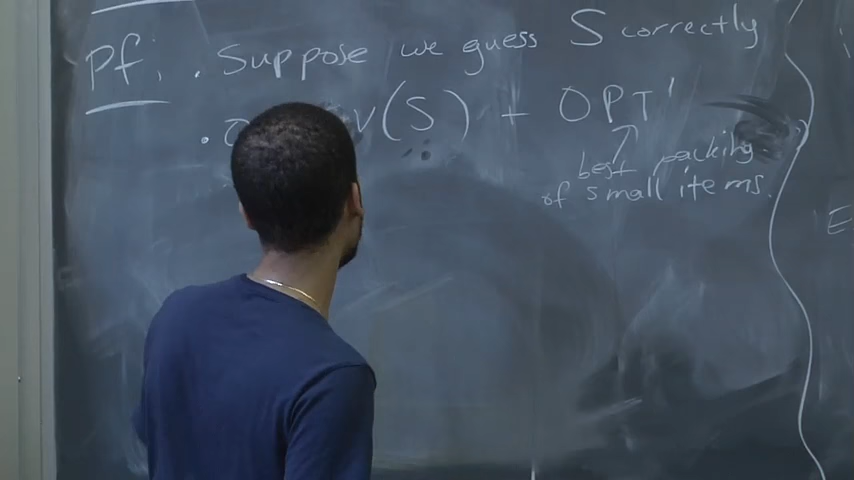 S
Pf: . Suppose we guess S correctly
. V(S) + OPT'
best packing
of small items.
E